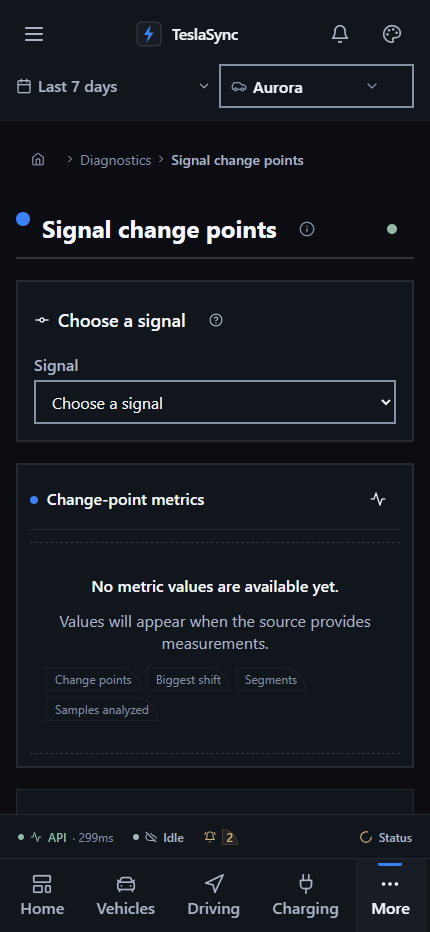 TeslaSync
Last 7 days
Aurora
Diagnostics
Signal change points
Signal change points
Choose a signal
Signal
Choose a signal
Change-point metrics
No metric values are available yet.
Values will appear when the source provides
measurements.
Change points
Biggest shift
Segments
Samples analyzed
API · 299ms
Idle
2
Status
Home
Vehicles
Driving
Charging
More